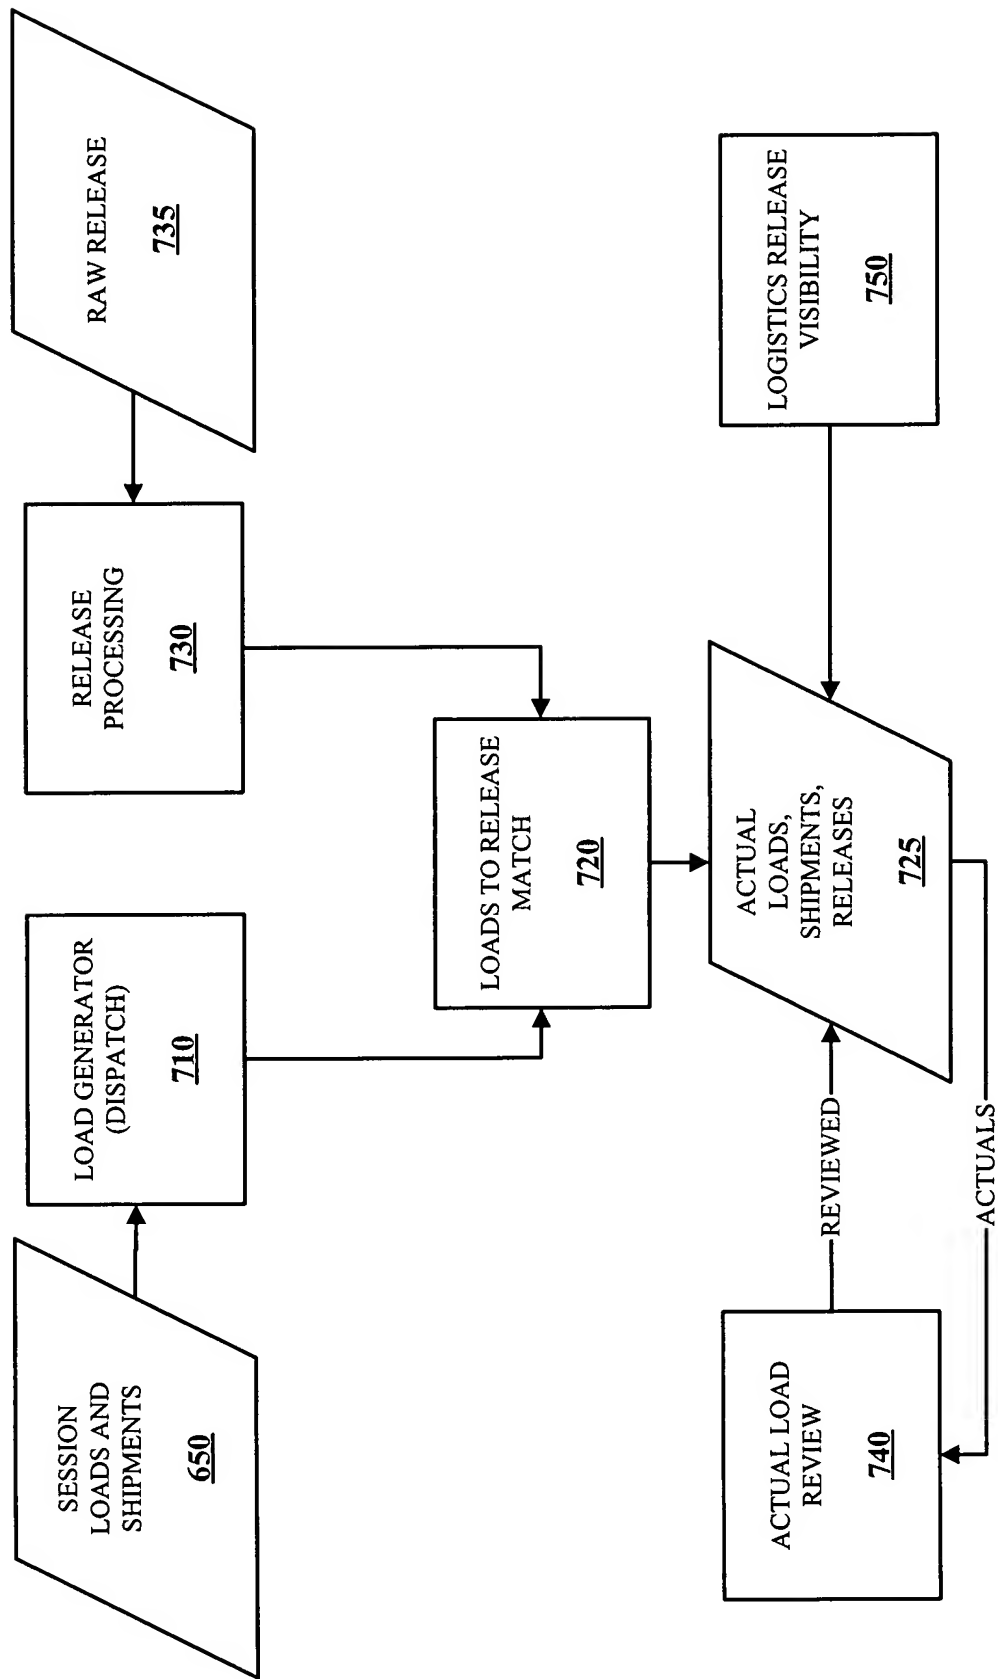 SESSION
LOADS AND
SHIPMENTS
650
LOAD GENERATOR
(DISPATCH)
710
RELEASE
PROCESSING
730
RAW RELEASE
735
LOADS TO RELEASE
MATCH
720
ACTUAL LOAD
REVIEW
740
REVIEWED
ACTUAL
LOADS,
SHIPMENTS,
RELEASES
725
LOGISTICS RELEASE
VISIBILITY
750
ACTUALS